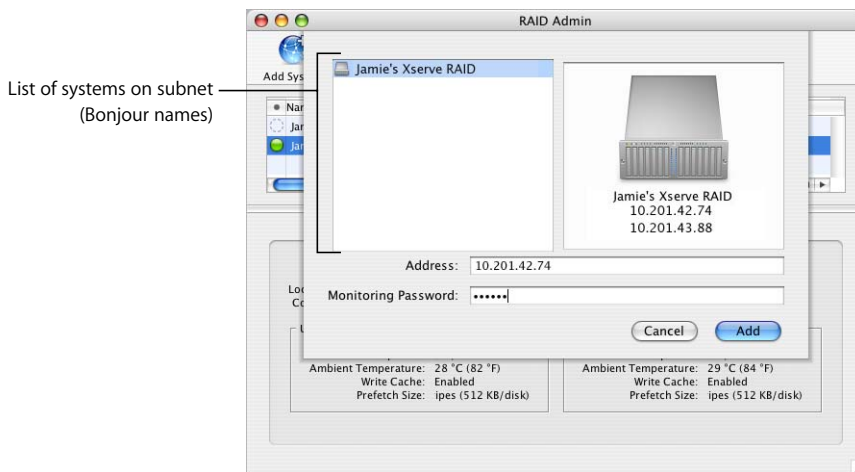 RAID Admin
Add Sys
List of systems on subnet
(Bonjour names)
Jamie's Xserve RAID
Nar
Jar
Jar
Jamie's Xserve RAID
10.201.42.74
10.201.43.88
Address: 10.201.42.74
Monitoring Password: ••••••
Cancel Add
Ambient Temperature: 28 °C (82 °F)
Write Cache: Enabled
Prefetch Size: ipes (512 KB/disk)
Ambient Temperature: 29 °C (84 °F)
Write Cache: Enabled
Prefetch Size: ipes (512 KB/disk)